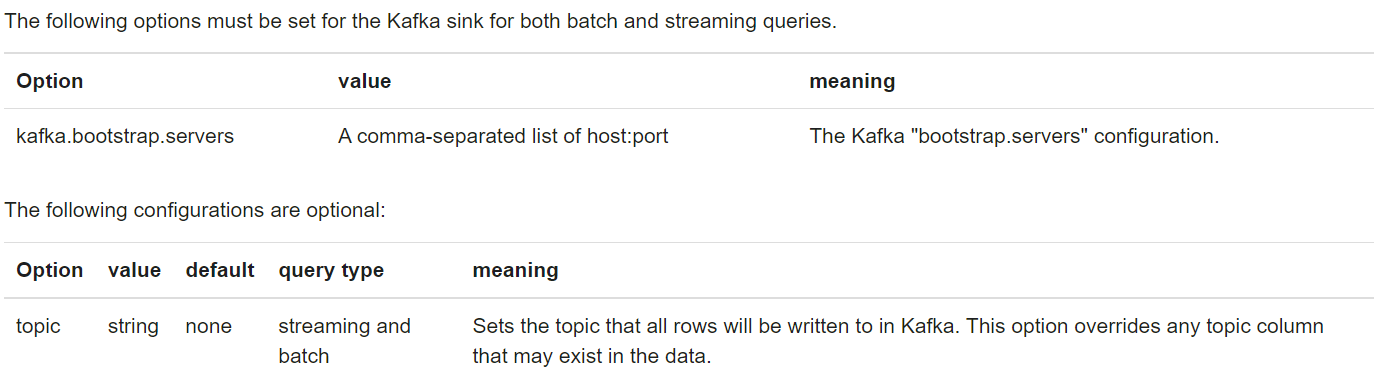 The following options must be set for the Kafka sink for both batch and streaming queries.
Option value meaning
kafka.bootstrap.servers A comma-separated list of host:port The Kafka "bootstrap.servers" configuration.
The following configurations are optional:
Option value default query type meaning
topic string none streaming and Sets the topic that all rows will be written to in Kafka. This option overrides any topic column
batch that may exist in the data.